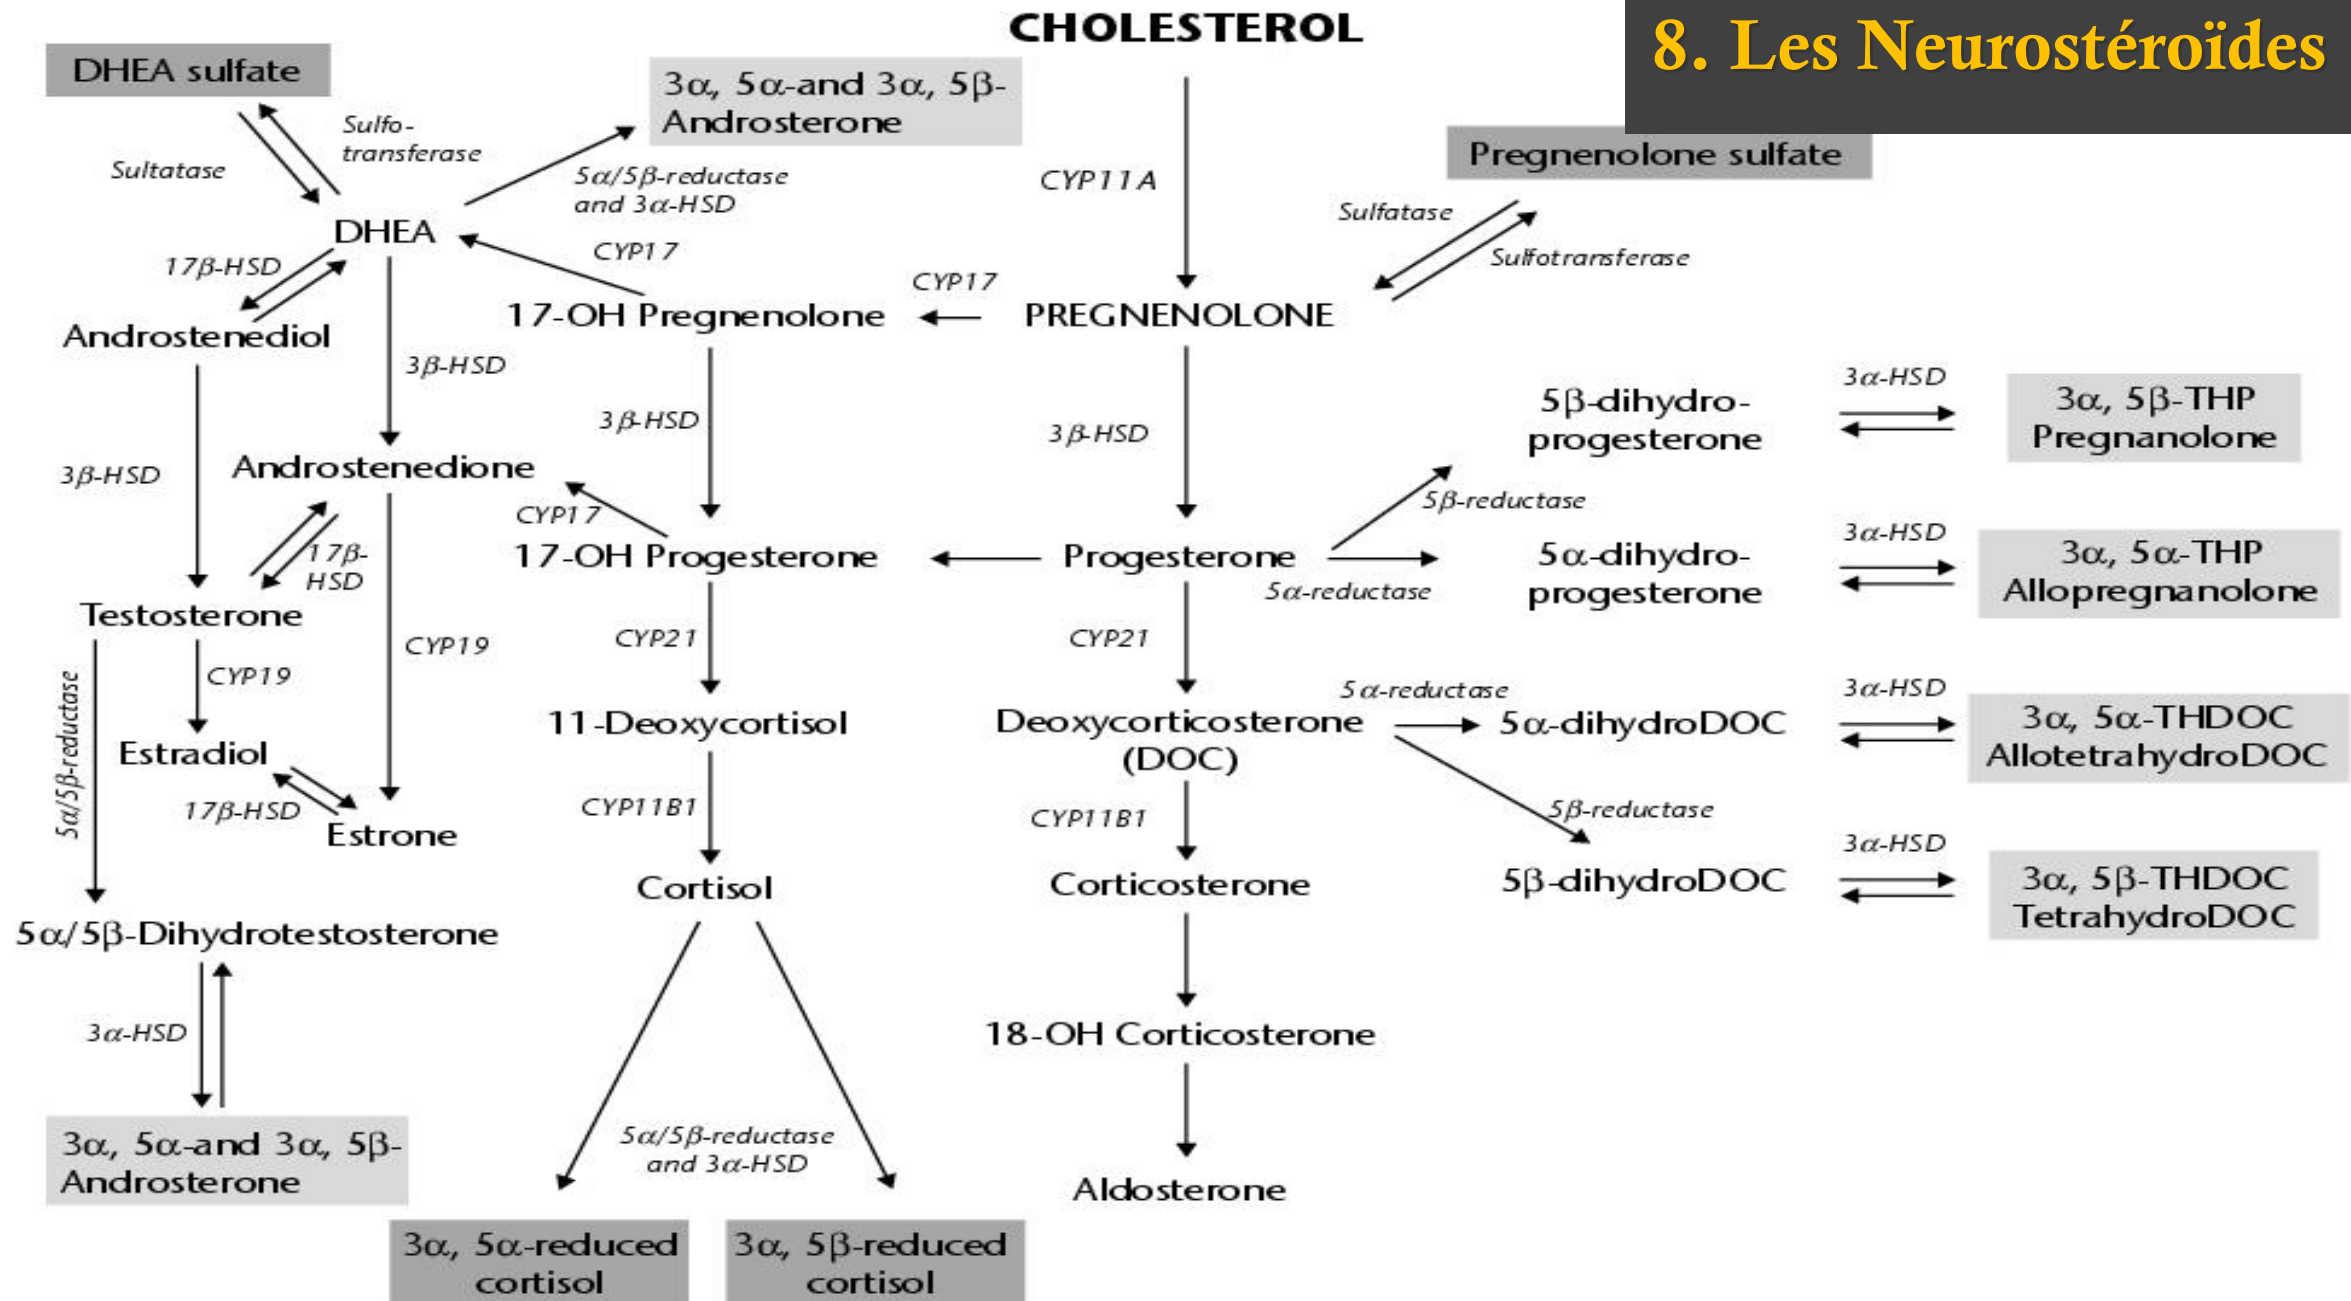 CHOLESTEROL
8. Les Neurostéroïdes
DHEA sulfate
3α, 5α-and 3α, 5β-
Androsterone
Sulfo-
transferase
Sultatase
5α/5β-reductase
and 3α-HSD
CYP11A
Pregnenolone sulfate
Sulfatase
Sulfotransferase
DHEA
CYP17
17β-HSD
CYP17
Androstenediol
17-OH Pregnenolone
PREGNENOLONE
3β-HSD
3β-HSD
3β-HSD
3β-HSD
5β-dihydro-
progesterone
3α-HSD
3α, 5β-THP
Pregnanolone
Androstenedione
5β-reductase
CYP17
17β-
HSD
17-OH Progesterone
Progesterone
5α-reductase
5α-dihydro-
progesterone
3α-HSD
3α, 5α-THP
Allopregnanolone
Testosterone
CYP19
CYP19
CYP21
CYP21
5α/5β-reductase
Estradiol
17β-HSD
Estrone
11-Deoxycortisol
Deoxycorticosterone
(DOC)
5α-reductase
5α-dihydroDOC
3α-HSD
3α, 5α-THDOC
AllotetrahydroDOC
CYP11B1
CYP11B1
5β-reductase
5β-dihydroDOC
3α-HSD
3α, 5β-THDOC
TetrahydroDOC
Cortisol
Corticosterone
5α/5β-Dihydrotestosterone
3α-HSD
18-OH Corticosterone
3α, 5α-and 3α, 5β-
Androsterone
5α/5β-reductase
and 3α-HSD
Aldosterone
3α, 5α-reduced
cortisol
3α, 5β-reduced
cortisol